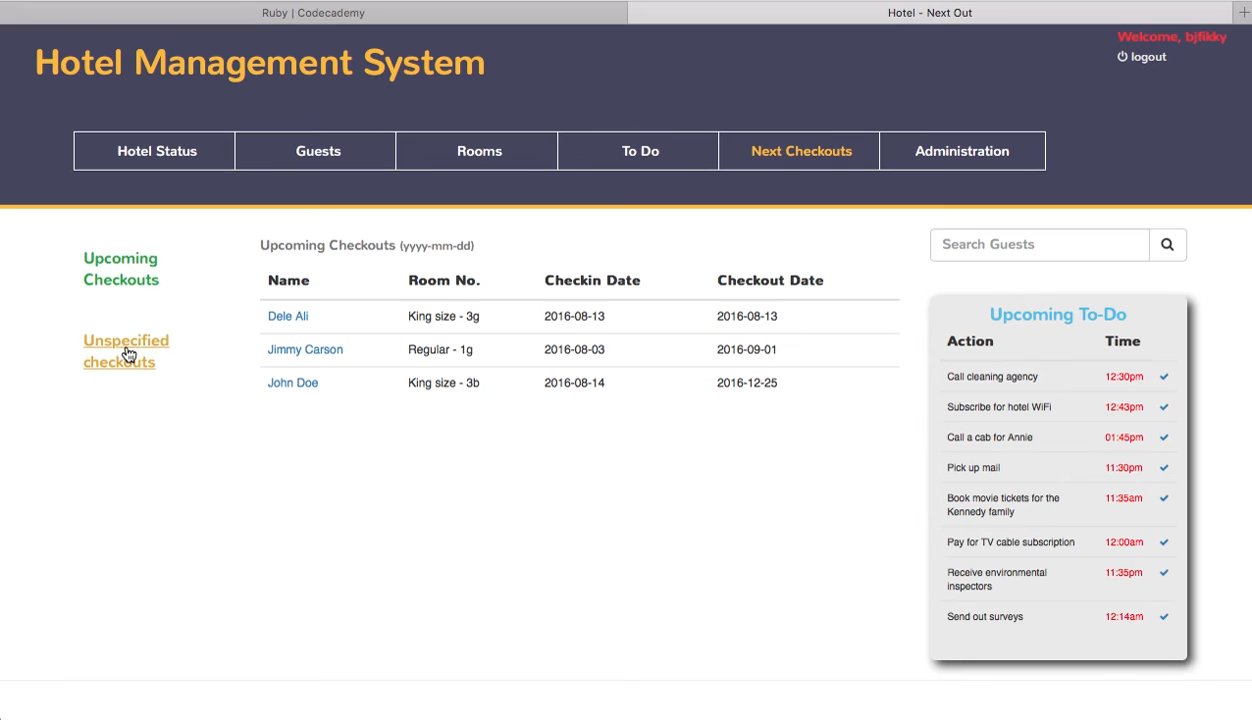 Ruby | Codecademy
Hotel - Next Out
Welcome, bjfikky
logout
Hotel Management System
Hotel Status
Guests
Rooms
To Do
Next Checkouts
Administration
Upcoming
Checkouts
Unspecified
checkouts
Upcoming Checkouts (yyyy-mm-dd)
Name Room No. Checkin Date Checkout Date
Dele Ali King size - 3g 2016-08-13 2016-08-13
Jimmy Carson Regular - 1g 2016-08-03 2016-09-01
John Doe King size - 3b 2016-08-14 2016-12-25
Search Guests
Upcoming To-Do
Action Time
Call cleaning agency 12:30pm
Subscribe for hotel WiFi 12:43pm
Call a cab for Annie 01:45pm
Pick up mail 11:30pm
Book movie tickets for the 11:35am
Kennedy family
Pay for TV cable subscription 12:00am
Receive environmental 11:35pm
inspectors
Send out surveys 12:14am